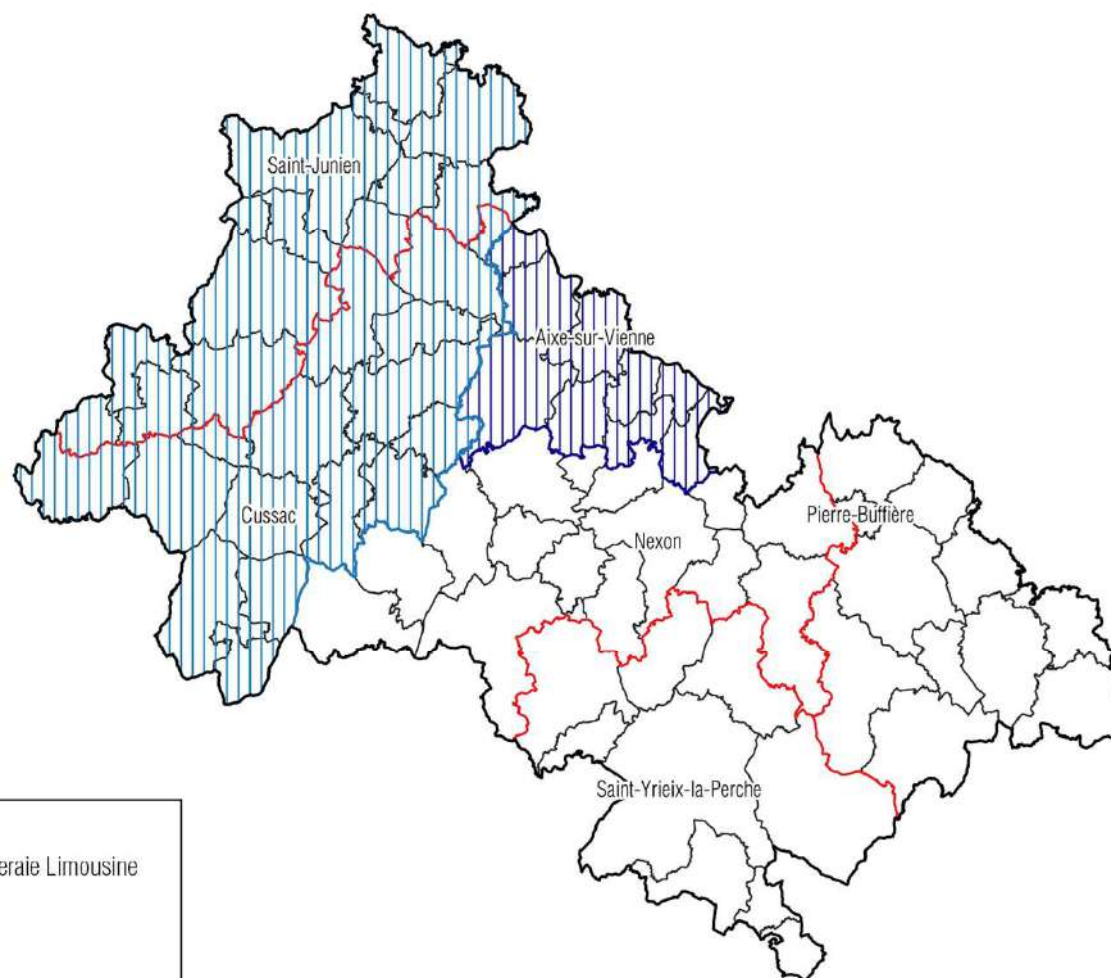 Saint-Junien
Aixe-sur-Vienne
Cussac
Pierre-Buffière
Nexon
Saint-Yrieix-la-Perche
Limousine